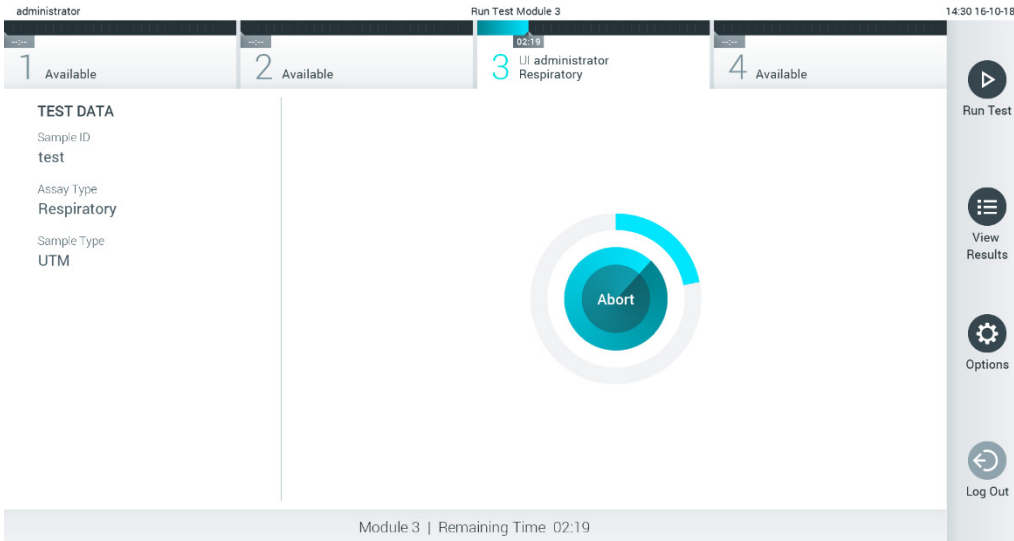 administrator
Run Test Module 3
14:30 16-10-18
--:--
1 Available
--:--
2 Available
02:19
3 UI administrator
Respiratory
--:--
4 Available
TEST DATA
Sample ID
test
Assay Type
Respiratory
Sample Type
UTM
Abort
Run Test
View
Results
Options
Log Out
Module 3 | Remaining Time 02:19